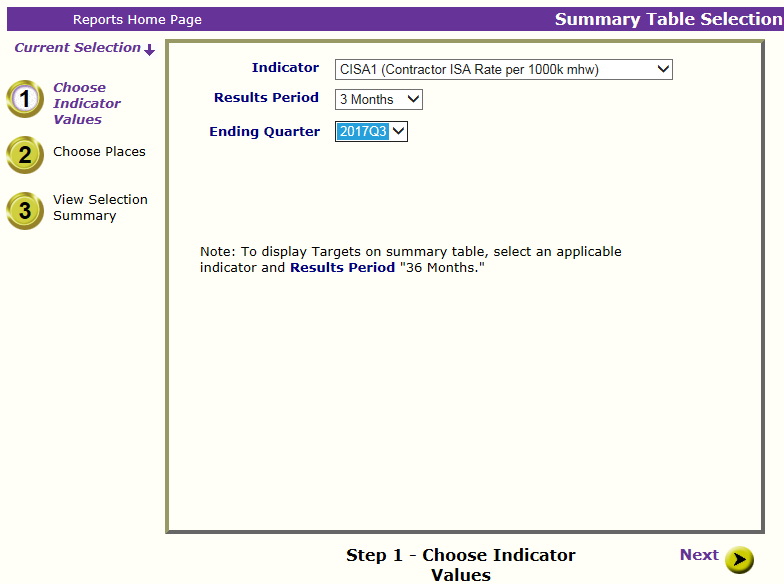 Reports Home Page
Summary Table Selection
Current Selection
1
Choose
Indicator
Values
2
Choose Places
3
View Selection
Summary
Indicator CISA1 (Contractor ISA Rate per 1000k mhw)
Results Period 3 Months
Ending Quarter 2017Q3
Note: To display Targets on summary table, select an applicable
indicator and Results Period "36 Months."
Step 1 - Choose Indicator
Values
Next